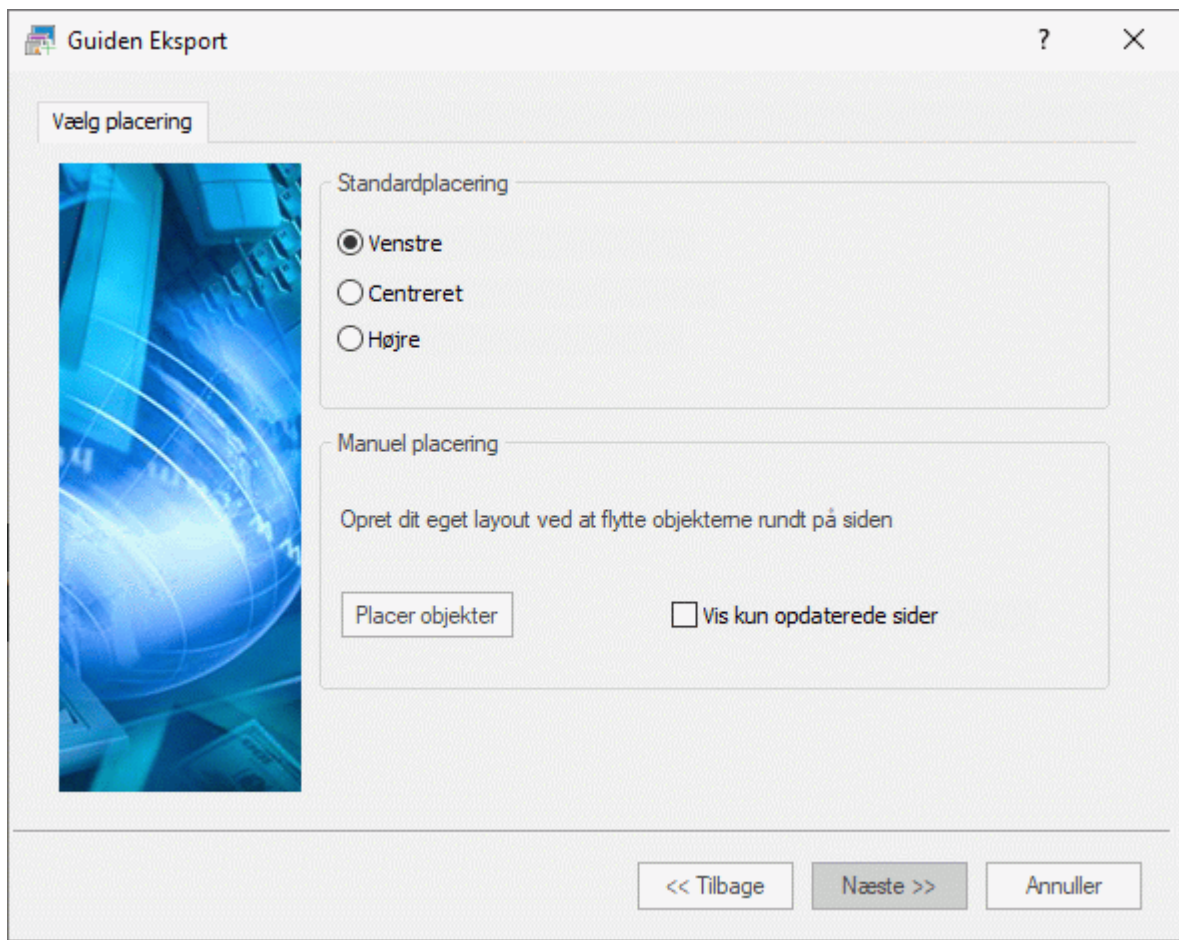 Guiden Eksport
?
Vælg placering
Standardplacering
Venstre
Centreret
Højre
Manuel placering
Opret dit eget layout ved at flytte objekterne rundt på siden
Placer objekter
Vis kun opdaterede sider
<< Tilbage
Næste >>
Annuller